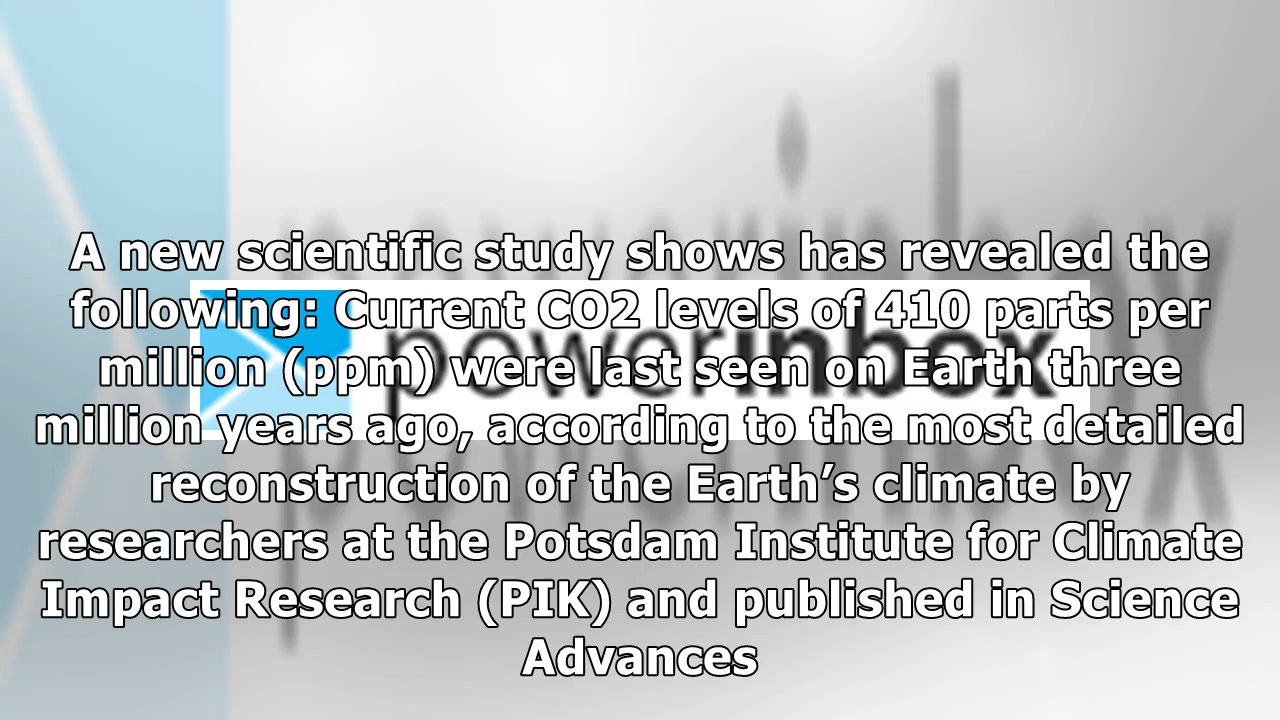 A new scientific study shows has revealed the
following: Current CO2 levels of 410 parts per
million (ppm) were last seen on Earth three
million years ago, according to the most detailed
reconstruction of the Earth’s climate by
researchers at the Potsdam Institute for Climate
Impact Research (PIK) and published in Science
Advances
powerinbox